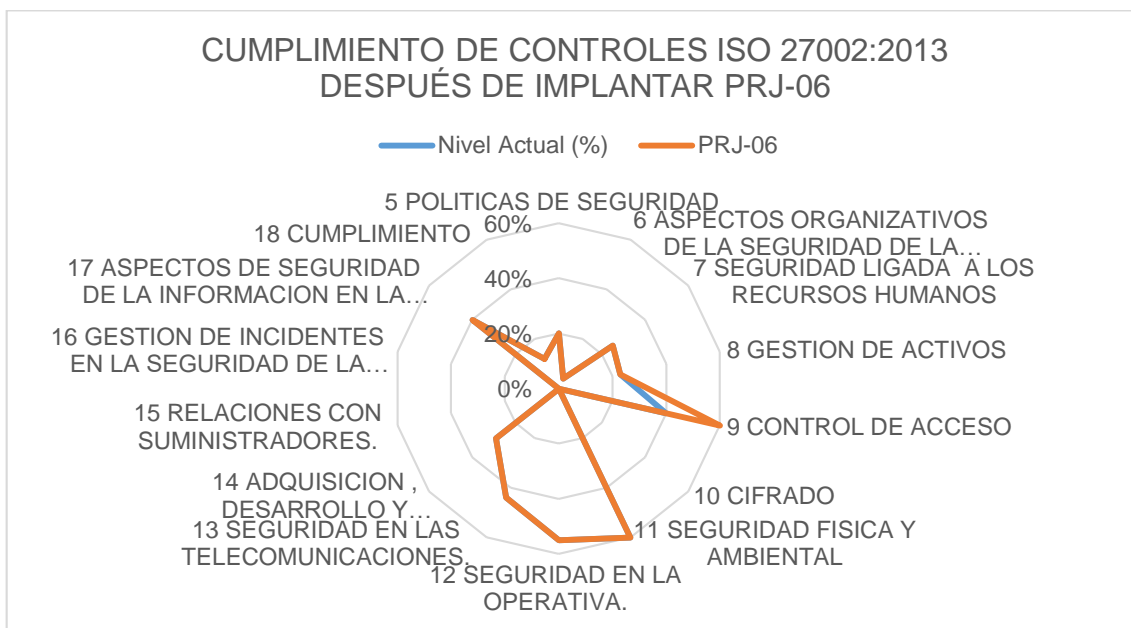 CUMPLIMIENTO DE CONTROLES ISO 27002:2013
DESPUÉS DE IMPLANTAR PRJ-06
Nivel Actual (%)
PRJ-06
5 POLITICAS DE SEGURIDAD
6 ASPECTOS ORGANIZATIVOS
DE LA SEGURIDAD DE LA…
7 SEGURIDAD LIGADA  A LOS
RECURSOS HUMANOS
8 GESTION DE ACTIVOS
9 CONTROL DE ACCESO
10 CIFRADO
11 SEGURIDAD FISICA Y
AMBIENTAL
12 SEGURIDAD EN LA
OPERATIVA.
13 SEGURIDAD EN LAS
TELECOMUNICACIONES.
14 ADQUISICION ,
DESARROLLO Y…
15 RELACIONES CON
SUMINISTRADORES.
16 GESTION DE INCIDENTES
EN LA SEGURIDAD DE LA…
17 ASPECTOS DE SEGURIDAD
DE LA INFORMACION EN LA…
18 CUMPLIMIENTO
60%
40%
20%
0%